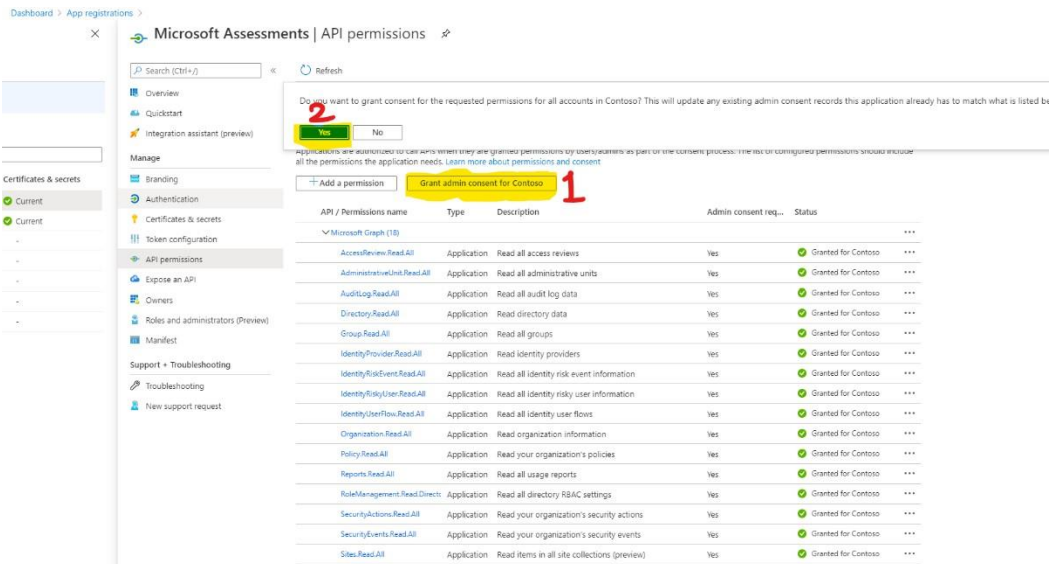 Dashboard > App registrations >
Microsoft Assessments | API permissions
Search (Ctrl+/)
«
Refresh
Overview
Quickstart
Integration assistant (preview)
Manage
Branding
Authentication
Certificates & secrets
Token configuration
API permissions
Expose an API
Owners
Roles and administrators (Preview)
Manifest
Support + Troubleshooting
Troubleshooting
New support request
Certificates & secrets
Current
Current
-
-
-
-
-
Do you want to grant consent for the requested permissions for all accounts in Contoso? This will update any existing admin consent records this application already has to match what is listed be
2
Yes No
Applications are authorized to call APIs when they are granted permissions by users/admins as part of the consent process. The list of configured permissions should include
all the permissions the application needs. Learn more about permissions and consent
+ Add a permission Grant admin consent for Contoso 1
API / Permissions name Type Description Admin consent req... Status
Microsoft Graph (18) ...
AccessReview.Read.All Application Read all access reviews Yes Granted for Contoso ...
AdministrativeUnit.Read.All Application Read all administrative units Yes Granted for Contoso ...
AuditLog.Read.All Application Read all audit log data Yes Granted for Contoso ...
Directory.Read.All Application Read directory data Yes Granted for Contoso ...
Group.Read.All Application Read all groups Yes Granted for Contoso ...
IdentityProvider.Read.All Application Read identity providers Yes Granted for Contoso ...
IdentityRiskEvent.Read.All Application Read all identity risk event information Yes Granted for Contoso ...
IdentityRiskyUser.Read.All Application Read all identity risky user information Yes Granted for Contoso ...
IdentityUserFlow.Read.All Application Read all identity user flows Yes Granted for Contoso ...
Organization.Read.All Application Read organization information Yes Granted for Contoso ...
Policy.Read.All Application Read your organization's policies Yes Granted for Contoso ...
Reports.Read.All Application Read all usage reports Yes Granted for Contoso ...
RoleManagement.Read.Directo Application Read all directory RBAC settings Yes Granted for Contoso ...
SecurityActions.Read.All Application Read your organization's security actions Yes Granted for Contoso ...
SecurityEvents.Read.All Application Read your organization's security events Yes Granted for Contoso ...
Sites.Read.All Application Read items in all site collections (preview) Yes Granted for Contoso ...